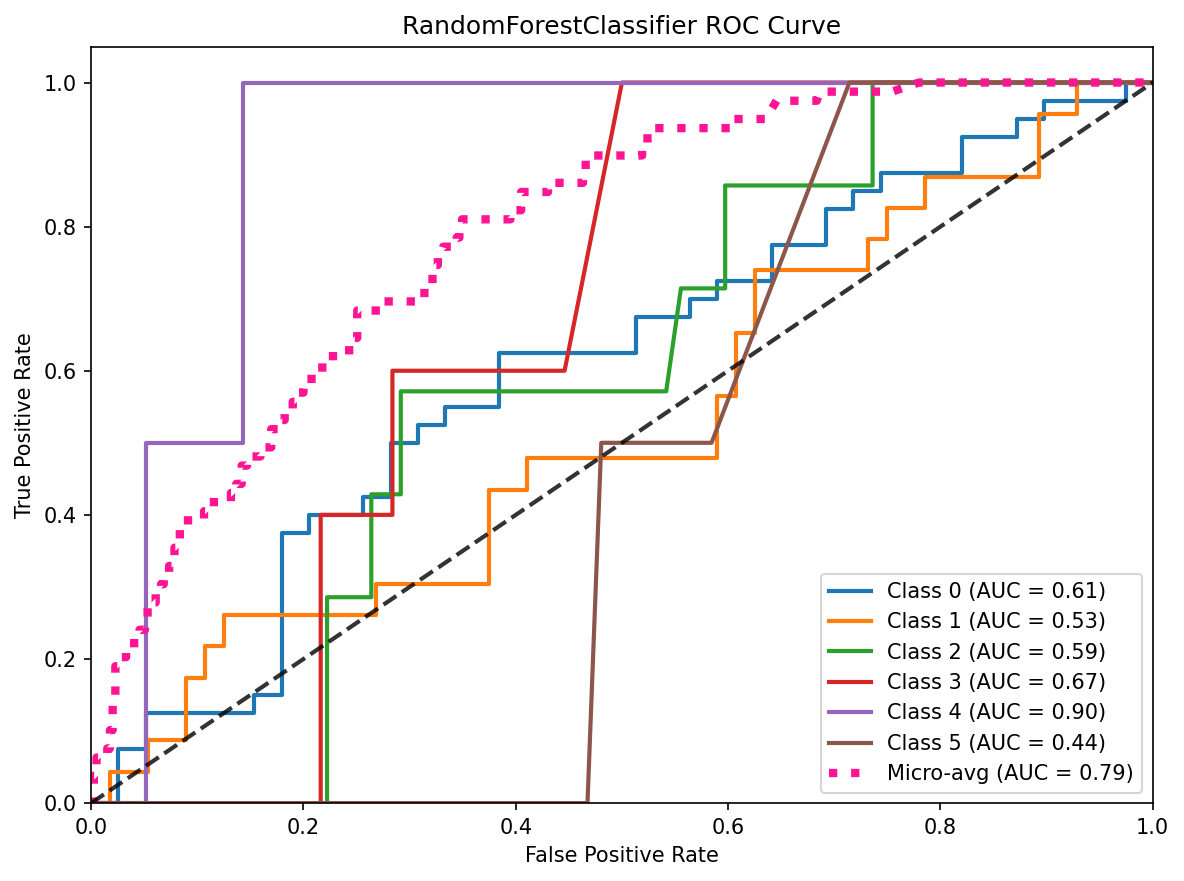 RandomForestClassifier ROC Curve
True Positive Rate
1.0
0.8
0.6
0.4
0.2
0.0
0.0 0.2 0.4 0.6 0.8 1.0
False Positive Rate
Class 0 (AUC = 0.61)
Class 1 (AUC = 0.53)
Class 2 (AUC = 0.59)
Class 3 (AUC = 0.67)
Class 4 (AUC = 0.90)
Class 5 (AUC = 0.44)
Micro-avg (AUC = 0.79)